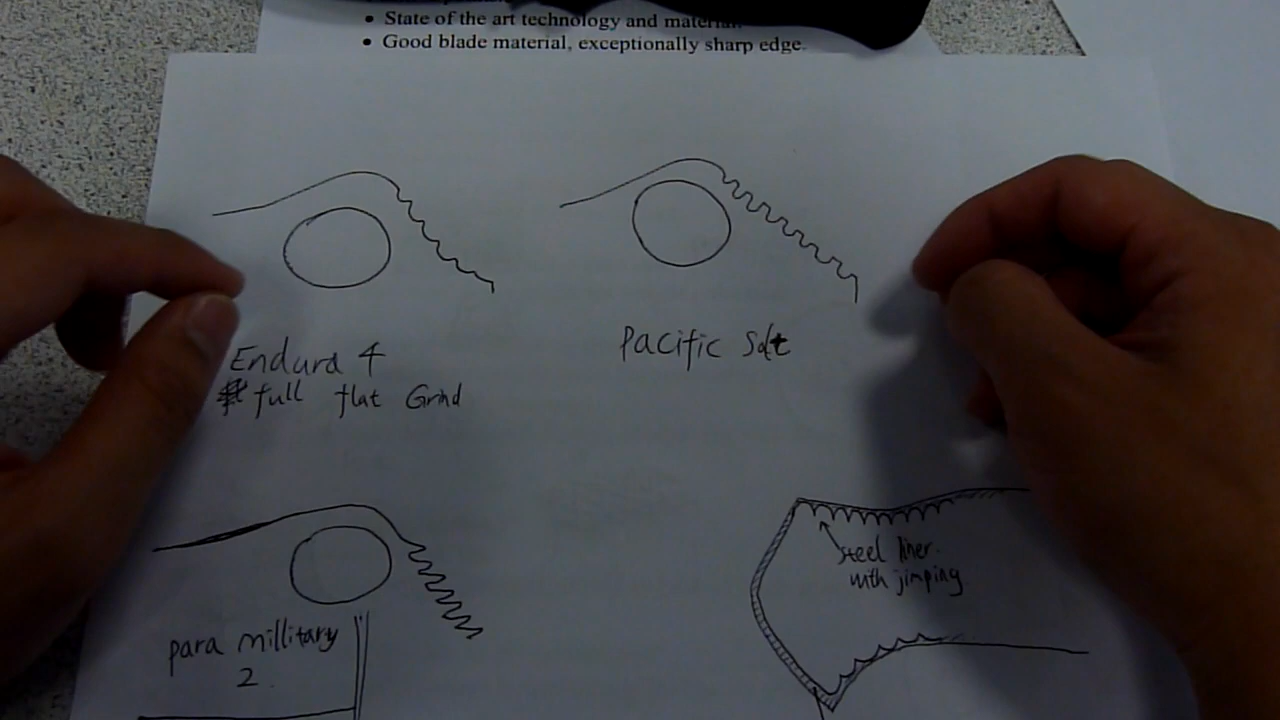 • State of the art technology and material
• Good blade material, exceptionally sharp edge.
Endura 4
full flat Grind
Pacific Salt
para millitary
2
steel liner
with jimping